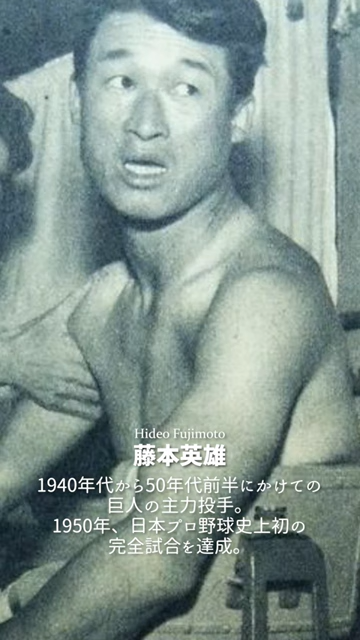 Hideo Fujimoto
藤本英雄
1940年代から50年代前半にかけての
巨人の主力投手。
1950年、日本プロ野球史上初の
完全試合を達成。